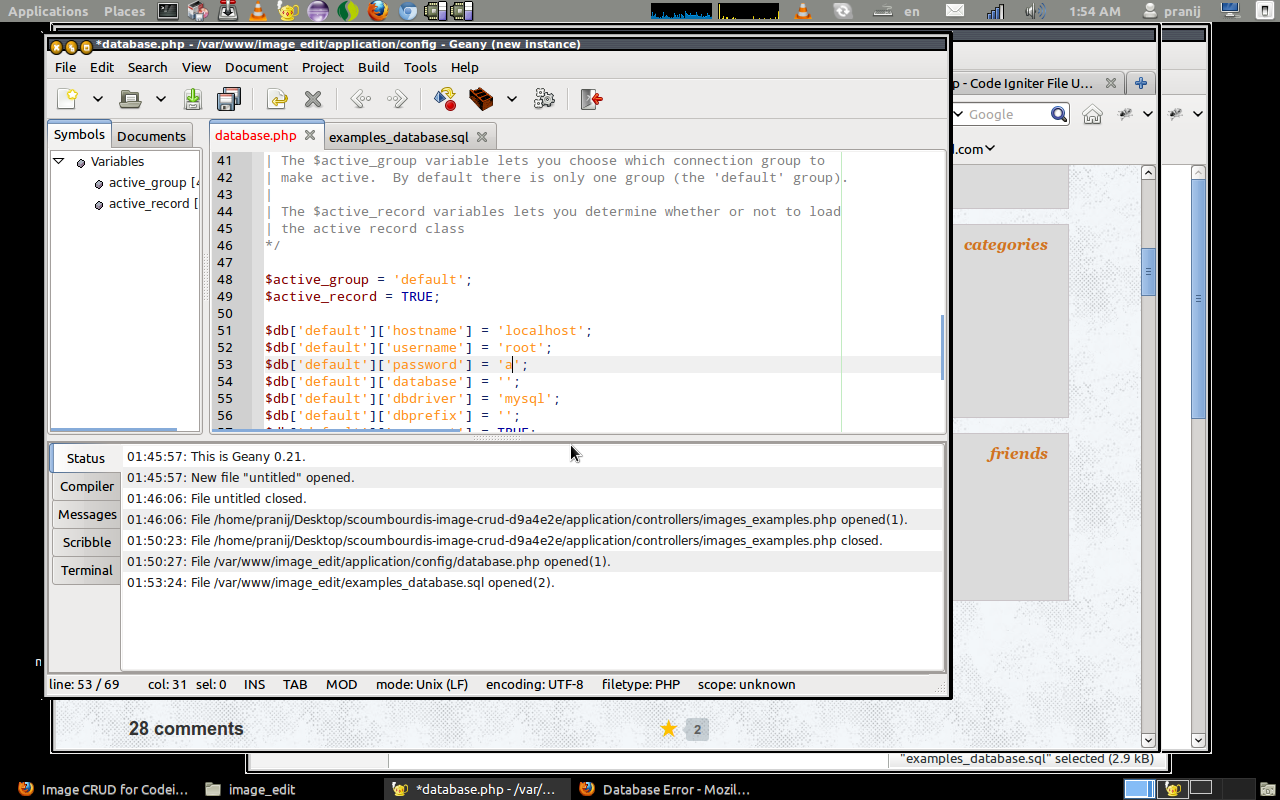 Applications Places en 1:54 AM pranij
*database.php - /var/www/image_edit/application/config - Geany (new instance)
File Edit Search View Document Project Build Tools Help
p - Code Igniter File U...
Google
.com
Symbols Documents
database.php examples_database.sql
Variables
active_group [4
active_record [
41 | The $active_group variable lets you choose which connection group to
42 | make active.  By default there is only one group (the 'default' group).
43 |
44 | The $active_record variables lets you determine whether or not to load
45 | the active record class
46 */
47
48 $active_group = 'default';
49 $active_record = TRUE;
50
51 $db['default']['hostname'] = 'localhost';
52 $db['default']['username'] = 'root';
53 $db['default']['password'] = 'a';
54 $db['default']['database'] = '';
55 $db['default']['dbdriver'] = 'mysql';
56 $db['default']['dbprefix'] = '';
categories
friends
Status
Compiler
Messages
Scribble
Terminal
01:45:57: This is Geany 0.21.
01:45:57: New file "untitled" opened.
01:46:06: File untitled closed.
01:46:06: File /home/pranij/Desktop/scoumbourdis-image-crud-d9a4e2e/application/controllers/images_examples.php opened(1).
01:50:23: File /home/pranij/Desktop/scoumbourdis-image-crud-d9a4e2e/application/controllers/images_examples.php closed.
01:50:27: File /var/www/image_edit/application/config/database.php opened(1).
01:53:24: File /var/www/image_edit/examples_database.sql opened(2).
line: 53 / 69 col: 31 sel: 0 INS TAB MOD mode: Unix (LF) encoding: UTF-8 filetype: PHP scope: unknown
28 comments
2
"examples_database.sql" selected (2.9 kB)
Image CRUD for Codei... image_edit *database.php - /var/... Database Error - Mozil...